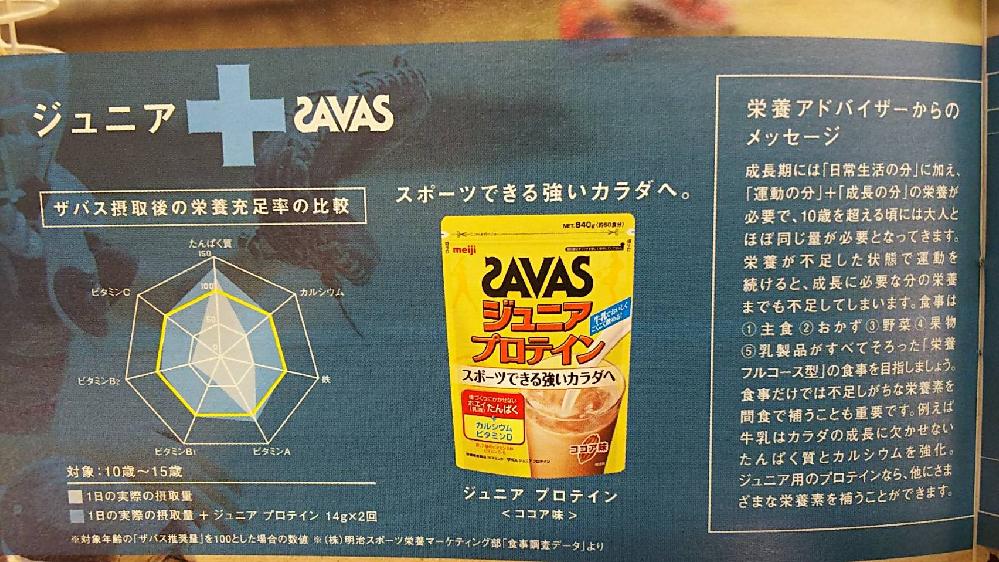 ジュニア + SAVAS
ザバス摂取後の栄養充足率の比較
たんぱく質
150
100
50
0
カルシウム
鉄
ビタミンA
ビタミンB1
ビタミンB2
ビタミンC
対象：10歳〜15歳
1日の実際の摂取量
1日の実際の摂取量 + ジュニア プロテイン 14g×2回
※対象年齢の「ザバス推奨量」を100とした場合の数値 ※(株)明治スポーツ栄養マーケティング部「食事調査データ」より
スポーツできる強いカラダへ。
NET.840g(約60食分)
meiji
SAVAS
ジュニア
プロテイン
スポーツできる強いカラダへ
ホエイたんぱく
カルシウム
ビタミンD
ココア味
ジュニア プロテイン
＜ココア味＞
栄養アドバイザーからの
メッセージ
成長期には「日常生活の分」に加え、
「運動の分」+「成長の分」の栄養が
必要で、10歳を超える頃には大人と
ほぼ同じ量が必要となってきます。
栄養が不足した状態で運動を
続けると、成長に必要な分の栄養
までも不足してしまいます。食事は
①主食 ②おかず ③野菜 ④果物
⑤乳製品がすべてそろった「栄養
フルコース型」の食事を目指しましょう。
食事だけでは不足しがちな栄養素を
間食で補うことも重要です。例えば
牛乳はカラダの成長に欠かせない
たんぱく質とカルシウムを強化。
ジュニア用のプロテインなら、他にさま
ざまな栄養素を補うことができます。